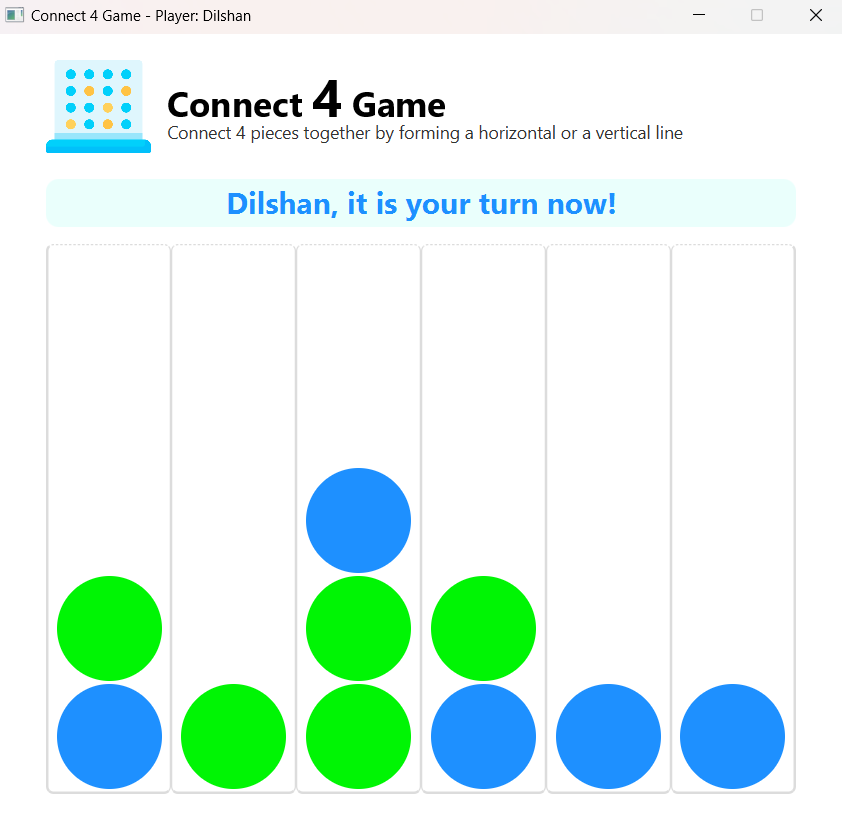 Connect 4 Game - Player: Dilshan
Connect 4 Game
Connect 4 pieces together by forming a horizontal or a vertical line
Dilshan, it is your turn now!